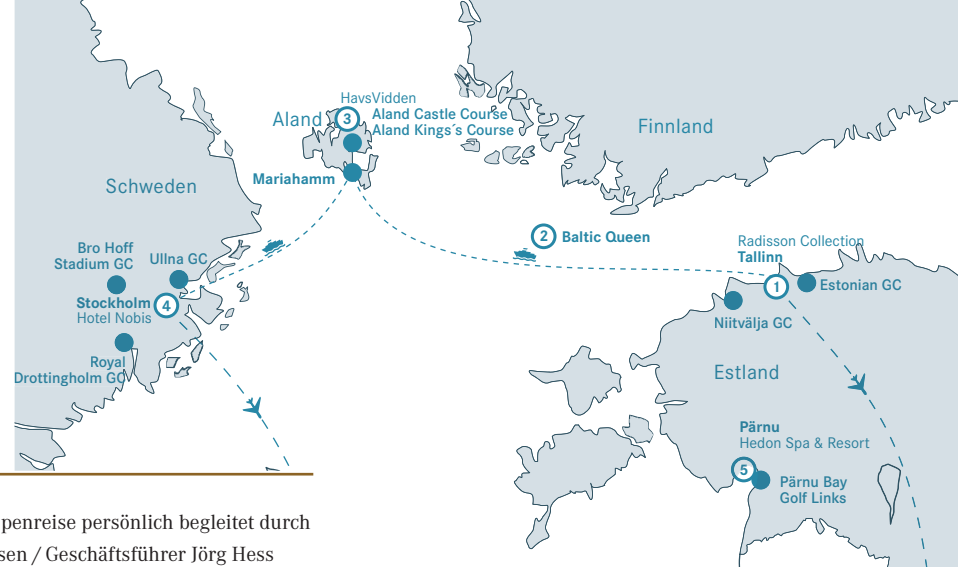 HavsVidden
Aland
3
Aland Castle Course
Aland Kings´s Course
Finnland
Schweden
Mariahamm
2
Baltic Queen
Bro Hoff
Stadium GC
Ullna GC
Radisson Collection
Tallinn
1
Estonian GC
Stockholm
Hotel Nobis
4
Niitvälja GC
Royal
Drottingholm GC
Estland
Pärnu
Hedon Spa & Resort
5
Pärnu Bay
Golf Links
penreise persönlich begleitet durch
sen / Geschäftsführer Jörg Hess